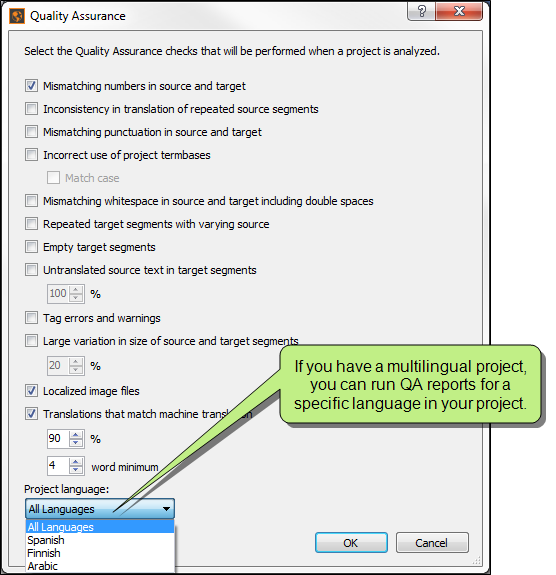 Quality Assurance
Select the Quality Assurance checks that will be performed when a project is analyzed.
Mismatching numbers in source and target
Inconsistency in translation of repeated source segments
Mismatching punctuation in source and target
Incorrect use of project termbases
Match case
Mismatching whitespace in source and target including double spaces
Repeated target segments with varying source
Empty target segments
Untranslated source text in target segments
100 %
Tag errors and warnings
Large variation in size of source and target segments
20 %
If you have a multilingual project,
you can run QA reports for a
specific language in your project.
Localized image files
Translations that match machine translation
90 %
4 word minimum
Project language:
All Languages
All Languages
Spanish
Finnish
Arabic
OK Cancel